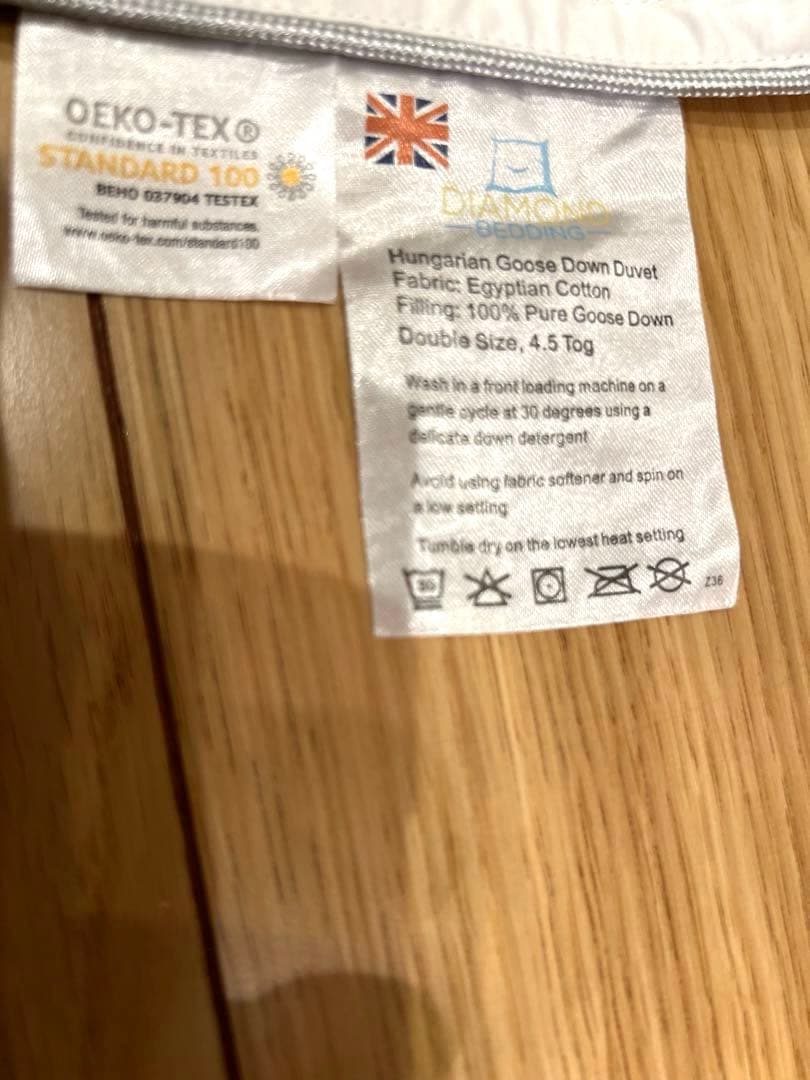 OEKO-TEX®
CONFIDENCE IN TEXTILES
STANDARD 100
BEHO 037904 TESTEX
Tested for harmful substances.
www.oeko-tex.com/standard100
DIAMOND
BEDDING
Hungarian Goose Down Duvet
Fabric: Egyptian Cotton
Filling: 100% Pure Goose Down
Double Size, 4.5 Tog
Wash in a front loading machine on a
gentle cycle at 30 degrees using a
delicate down detergent
Avoid using fabric softener and spin on
a low setting
Tumble dry on the lowest heat setting
30
Z36